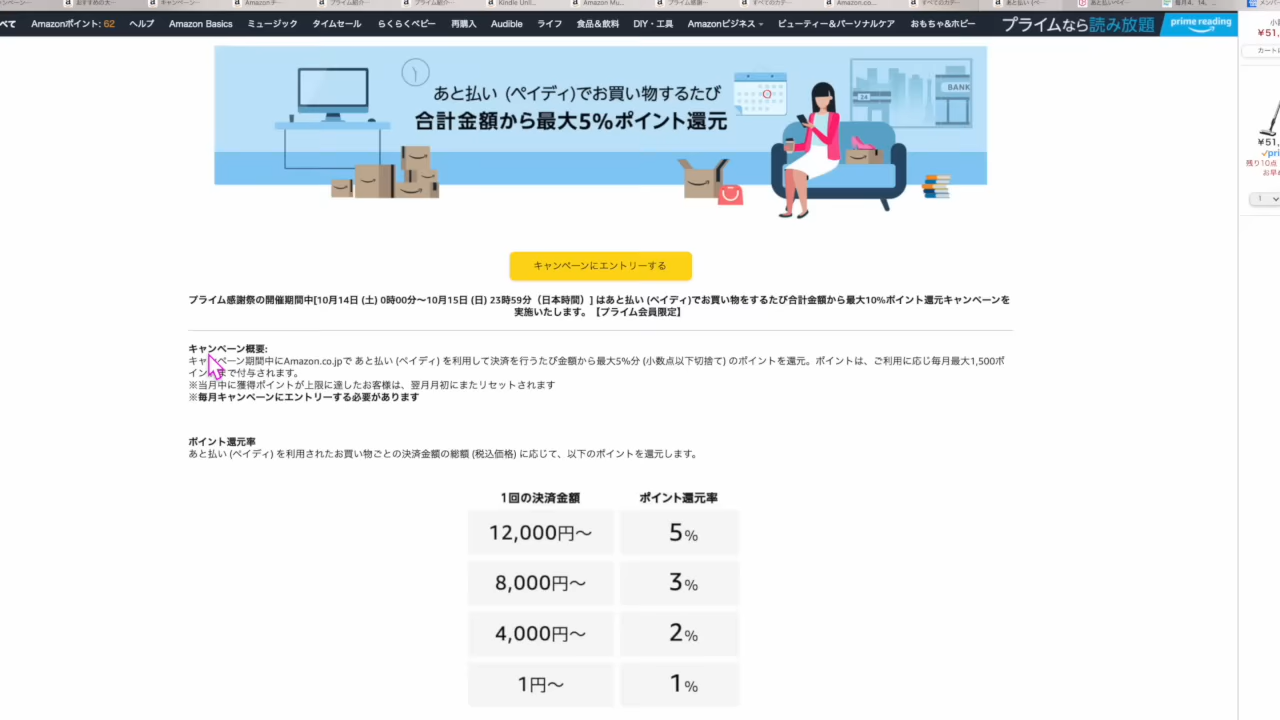 Amazonポイント: 62 ヘルプ Amazon Basics ミュージック タイムセール らくらくベビー 再購入 Audible ライフ 食品&飲料 DIY・工具 Amazonビジネス ビューティー&パーソナルケア おもちゃ&ホビー プライムなら読み放題 prime reading
あと払い (ペイディ)でお買い物するたび
合計金額から最大5%ポイント還元
24
BANK
キャンペーンにエントリーする
プライム感謝祭の開催期間中[10月14日 (土) 0時00分〜10月15日 (日) 23時59分（日本時間）] はあと払い (ペイディ)でお買い物をするたび合計金額から最大10%ポイント還元キャンペーンを
実施いたします。【プライム会員限定】
キャンペーン概要:
キャンペーン期間中にAmazon.co.jpで あと払い (ペイディ) を利用して決済を行うたび金額から最大5%分 (小数点以下切捨て) のポイントを還元。ポイントは、ご利用に応じ毎月最大1,500ポ
イントまで付与されます。
※当月中に獲得ポイントが上限に達したお客様は、翌月月初にまたリセットされます
※毎月キャンペーンにエントリーする必要があります
ポイント還元率
あと払い (ペイディ) を利用されたお買い物ごとの決済金額の総額 (税込価格) に応じて、以下のポイントを還元します。
1回の決済金額 ポイント還元率
12,000円〜 5%
8,000円〜 3%
4,000円〜 2%
1円〜 1%
¥51,
¥51,
残り10点
1